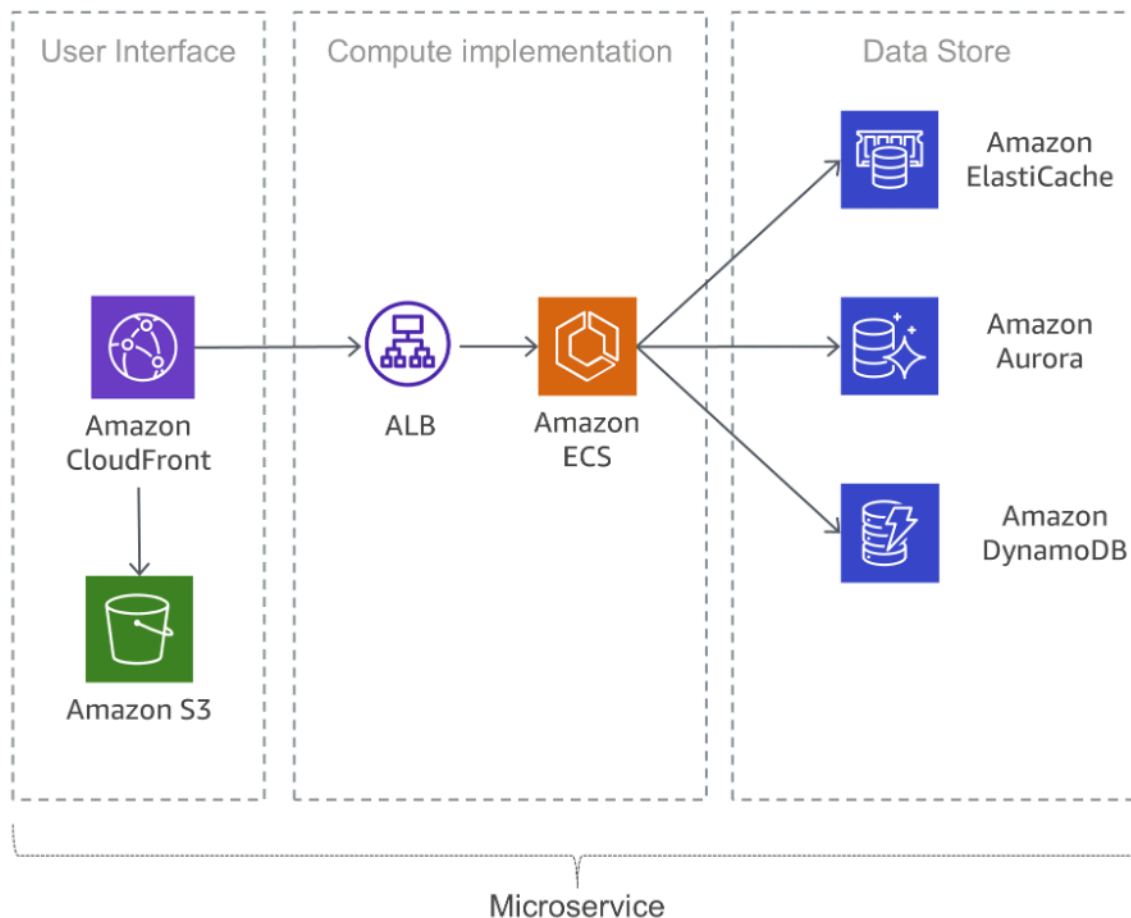 User Interface
Compute implementation
Data Store
Amazon
ElastiCache
Amazon
CloudFront
ALB
Amazon
ECS
Amazon
Aurora
Amazon
DynamoDB
Amazon S3
Microservice